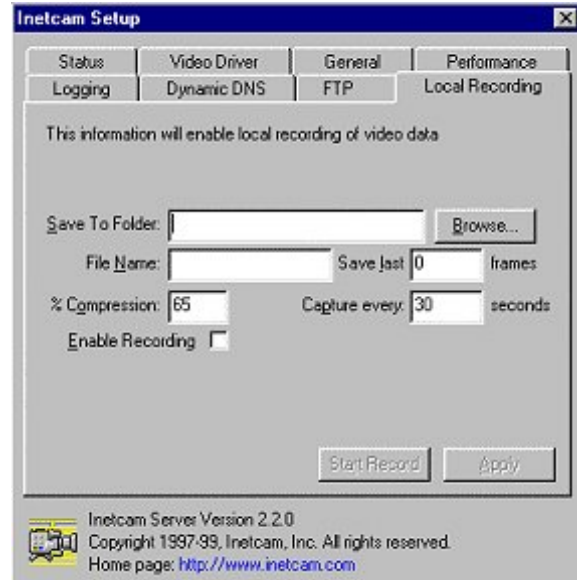 Inetcam Setup
Status Video Driver General Performance
Logging Dynamic DNS FTP Local Recording
This information will enable local recording of video data
Save To Folder: Browse...
File Name: Save last 0 frames
% Compression: 65 Capture every: 30 seconds
Enable Recording
Start Record Apply
Inetcam Server Version 2.2.0
Copyright 1997-99, Inetcam, Inc. All rights reserved.
Home page: http://www.inetcam.com